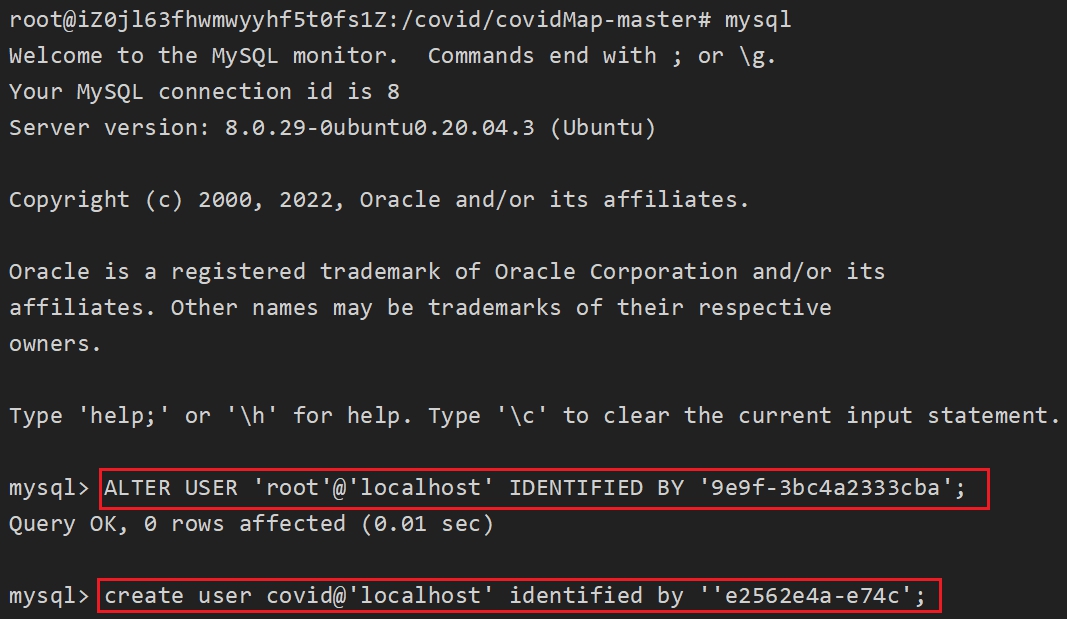 root@iZ0jl63fhwmwyyhf5t0fs1Z:/covid/covidMap-master# mysql
Welcome to the MySQL monitor.  Commands end with ; or \g.
Your MySQL connection id is 8
Server version: 8.0.29-0ubuntu0.20.04.3 (Ubuntu)
Copyright (c) 2000, 2022, Oracle and/or its affiliates.
Oracle is a registered trademark of Oracle Corporation and/or its
affiliates. Other names may be trademarks of their respective
owners.
Type 'help;' or '\h' for help. Type '\c' to clear the current input statement.
mysql> ALTER USER 'root'@'localhost' IDENTIFIED BY '9e9f-3bc4a2333cba';
Query OK, 0 rows affected (0.01 sec)
mysql> create user covid@'localhost' identified by ''e2562e4a-e74c';